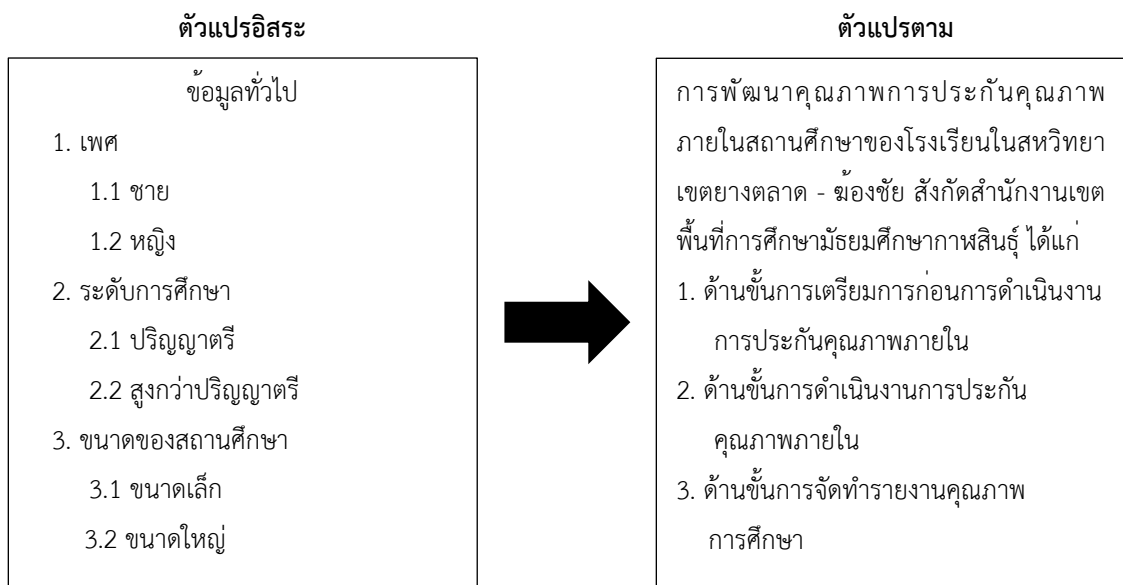 ตัวแปรอิสระ
ข้อมูลทั่วไป
1. เพศ
1.1 ชาย
1.2 หญิง
2. ระดับการศึกษา
2.1 ปริญญาตรี
2.2 สูงกว่าปริญญาตรี
3. ขนาดของสถานศึกษา
3.1 ขนาดเล็ก
3.2 ขนาดใหญ่
ตัวแปรตาม
การพัฒนาคุณภาพการประกันคุณภาพ
ภายในสถานศึกษาของโรงเรียนในสหวิทยา
เขตยางตลาด - ฆ้องชัย สังกัดสำนักงานเขต
พื้นที่การศึกษามัธยมศึกษากาฬสินธุ์ ได้แก่
1. ด้านขั้นการเตรียมการก่อนการดำเนินงาน
การประกันคุณภาพภายใน
2. ด้านขั้นการดำเนินงานการประกัน
คุณภาพภายใน
3. ด้านขั้นการจัดทำรายงานคุณภาพ
การศึกษา